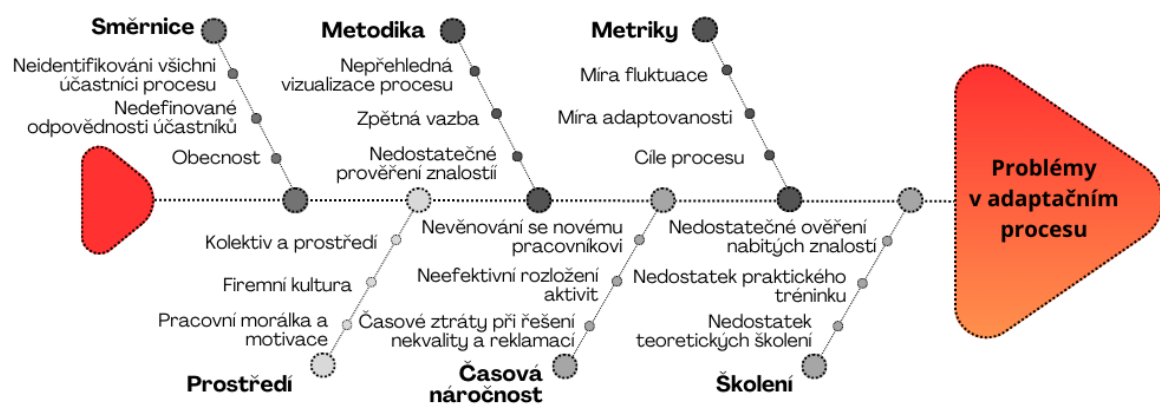 Směrnice
Neidentifikováni všichni
účastníci procesu
Nedefinované
odpovědnosti účastníků
Obecnost
Metodika
Nepřehledná
vizualizace procesu
Zpětná vazba
Nedostatečné
prověření znalostíí
Metriky
Míra fluktuace
Míra adaptovanosti
Cíle procesu
Problémy
v adaptačním
procesu
Kolektiv a prostředí
Firemní kultura
Pracovní morálka a
motivace
Prostředí
Nevěnování se novému
pracovníkovi
Neefektivní rozložení
aktivit
Časové ztráty při řešení
nekvality a reklamací
Časová
náročnost
Nedostatečné ověření
nabitých znalostí
Nedostatek praktického
tréninku
Nedostatek
teoretických školení
Školení